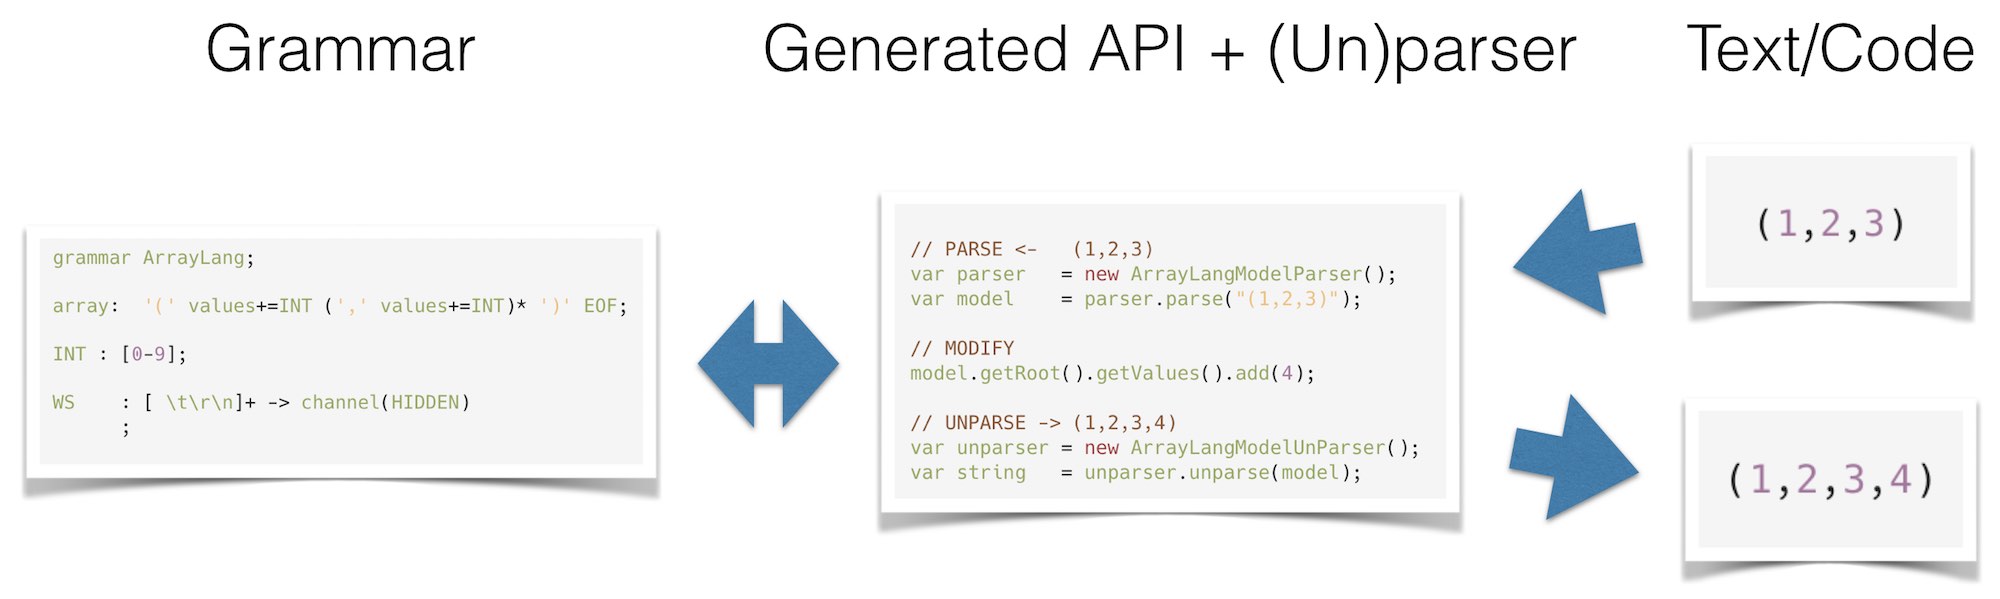 Grammar
Generated API + (Un)parser
Text/Code
grammar ArrayLang;
array:  '(' values+=INT (',' values+=INT)* ')' EOF;
INT : [0-9];
WS    : [ \t\r\n]+ -> channel(HIDDEN)
      ;
// PARSE <-   (1,2,3)
var parser   = new ArrayLangModelParser();
var model    = parser.parse("(1,2,3)");
// MODIFY
model.getRoot().getValues().add(4);
// UNPARSE -> (1,2,3,4)
var unparser = new ArrayLangModelUnParser();
var string   = unparser.unparse(model);
(1,2,3)
(1,2,3,4)